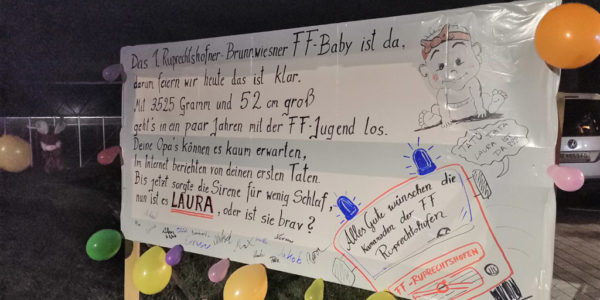 Das 1. Ruprechtshofner-Brunnwiesner FF-Baby ist da,
darum feiern wir heute das ist klar.
Mit 3525 Gramm und 52 cm groß
geht's in ein paar Jahren mit der FF-Jugend los.
Deine Opa's können es kaum erwarten,
Im Internet berichten von deinen ersten Taten.
Bis jetzt sorgte die Sirene für wenig Schlaf,
nun ist es LAURA, oder ist sie brav?
Alles Gute wünschen die
Kameraden der FF
Ruprechtshofen
FF-RUPRECHTSHOFEN